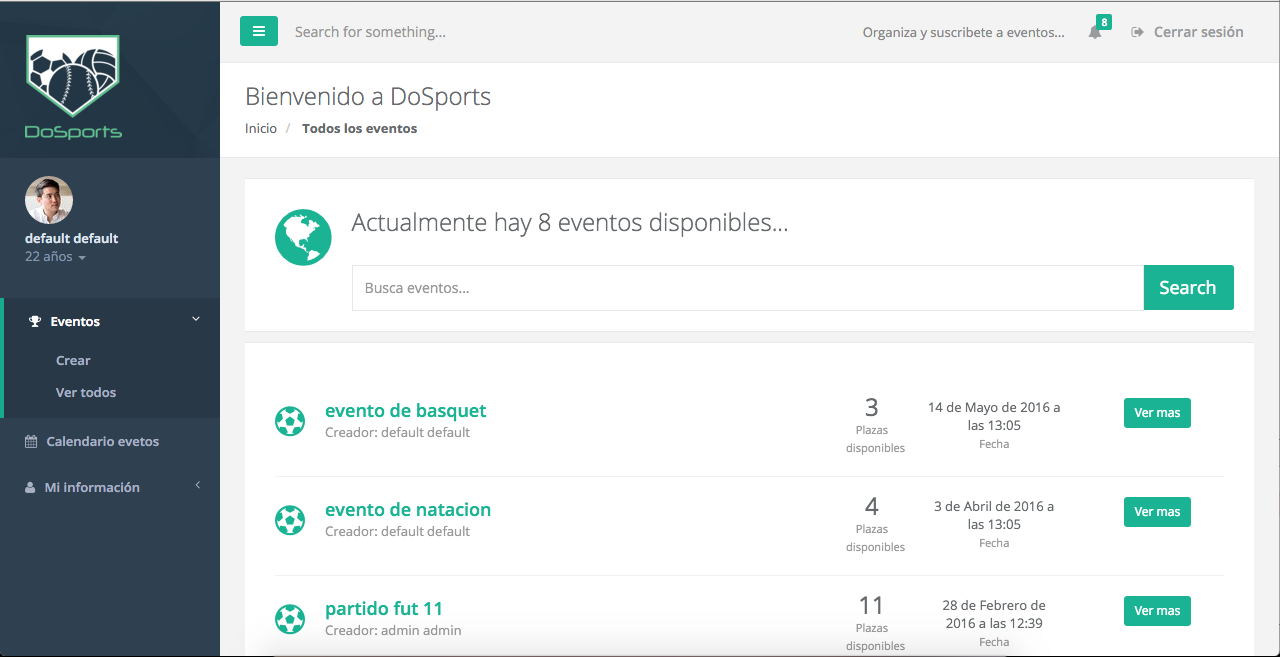 DoSports
default default
22 años
Eventos
Crear
Ver todos
Calendario evetos
Mi información
Search for something...
Organiza y suscribete a eventos...
8
Cerrar sesión
Bienvenido a DoSports
Inicio / Todos los eventos
Actualmente hay 8 eventos disponibles...
Busca eventos...
Search
evento de basquet
Creador: default default
3
Plazas
disponibles
14 de Mayo de 2016 a
las 13:05
Fecha
Ver mas
evento de natacion
Creador: default default
4
Plazas
disponibles
3 de Abril de 2016 a
las 13:05
Fecha
Ver mas
partido fut 11
Creador: admin admin
11
Plazas
disponibles
28 de Febrero de
2016 a las 12:39
Fecha
Ver mas